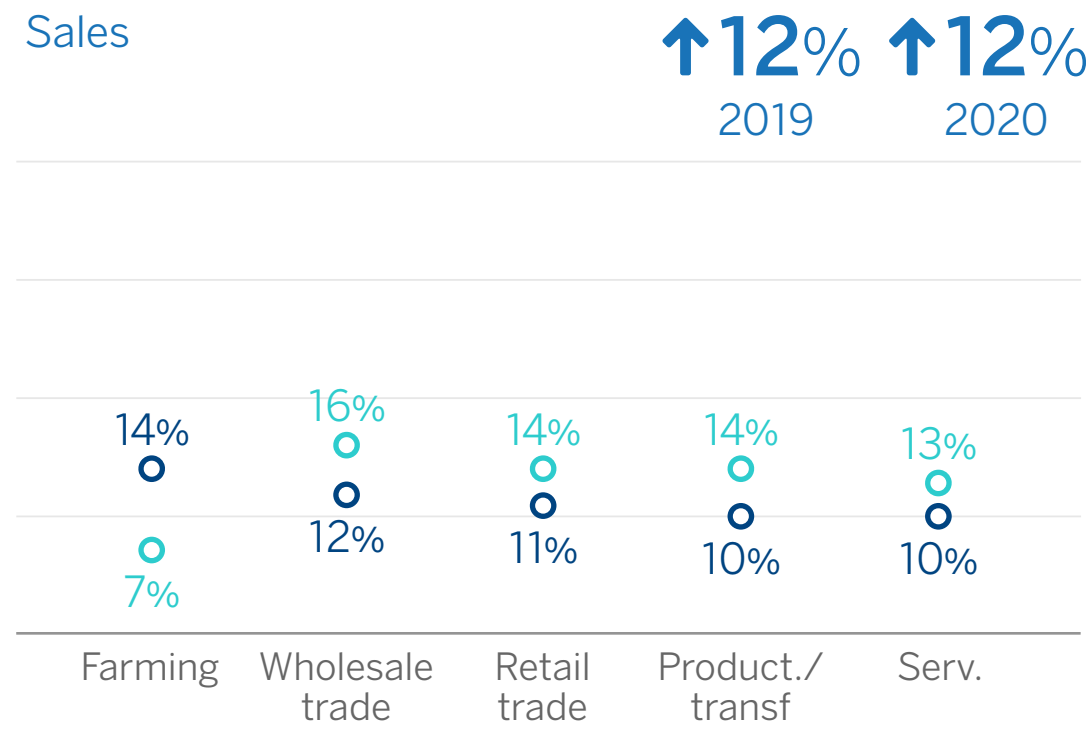 Sales
↑12% ↑12%
2019 2020
14% 16% 14% 14% 13%
7% 12% 11% 10% 10%
Farming Wholesale Retail Product./ Serv.
trade trade transf